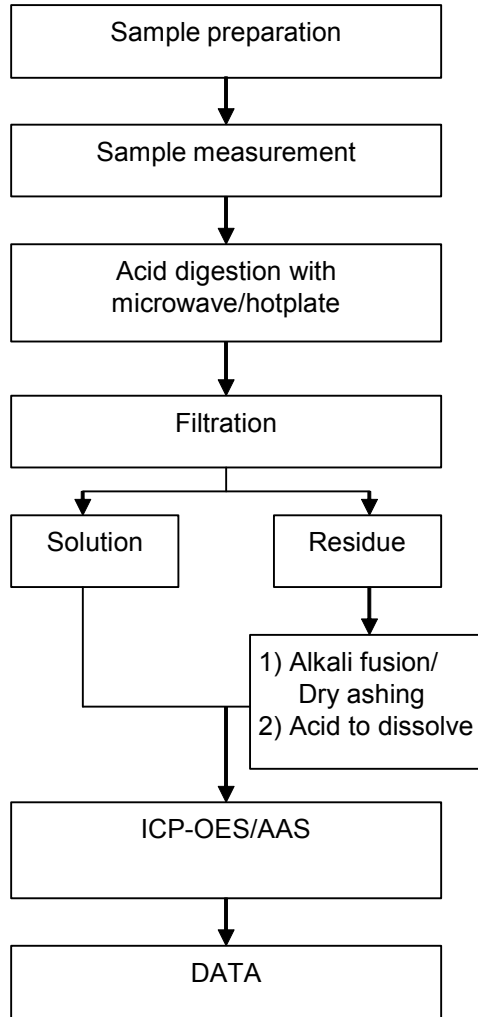 Sample preparation
Sample measurement
Acid digestion with
microwave/hotplate
Filtration
Solution
Residue
1) Alkali fusion/
Dry ashing
2) Acid to dissolve
ICP-OES/AAS
DATA